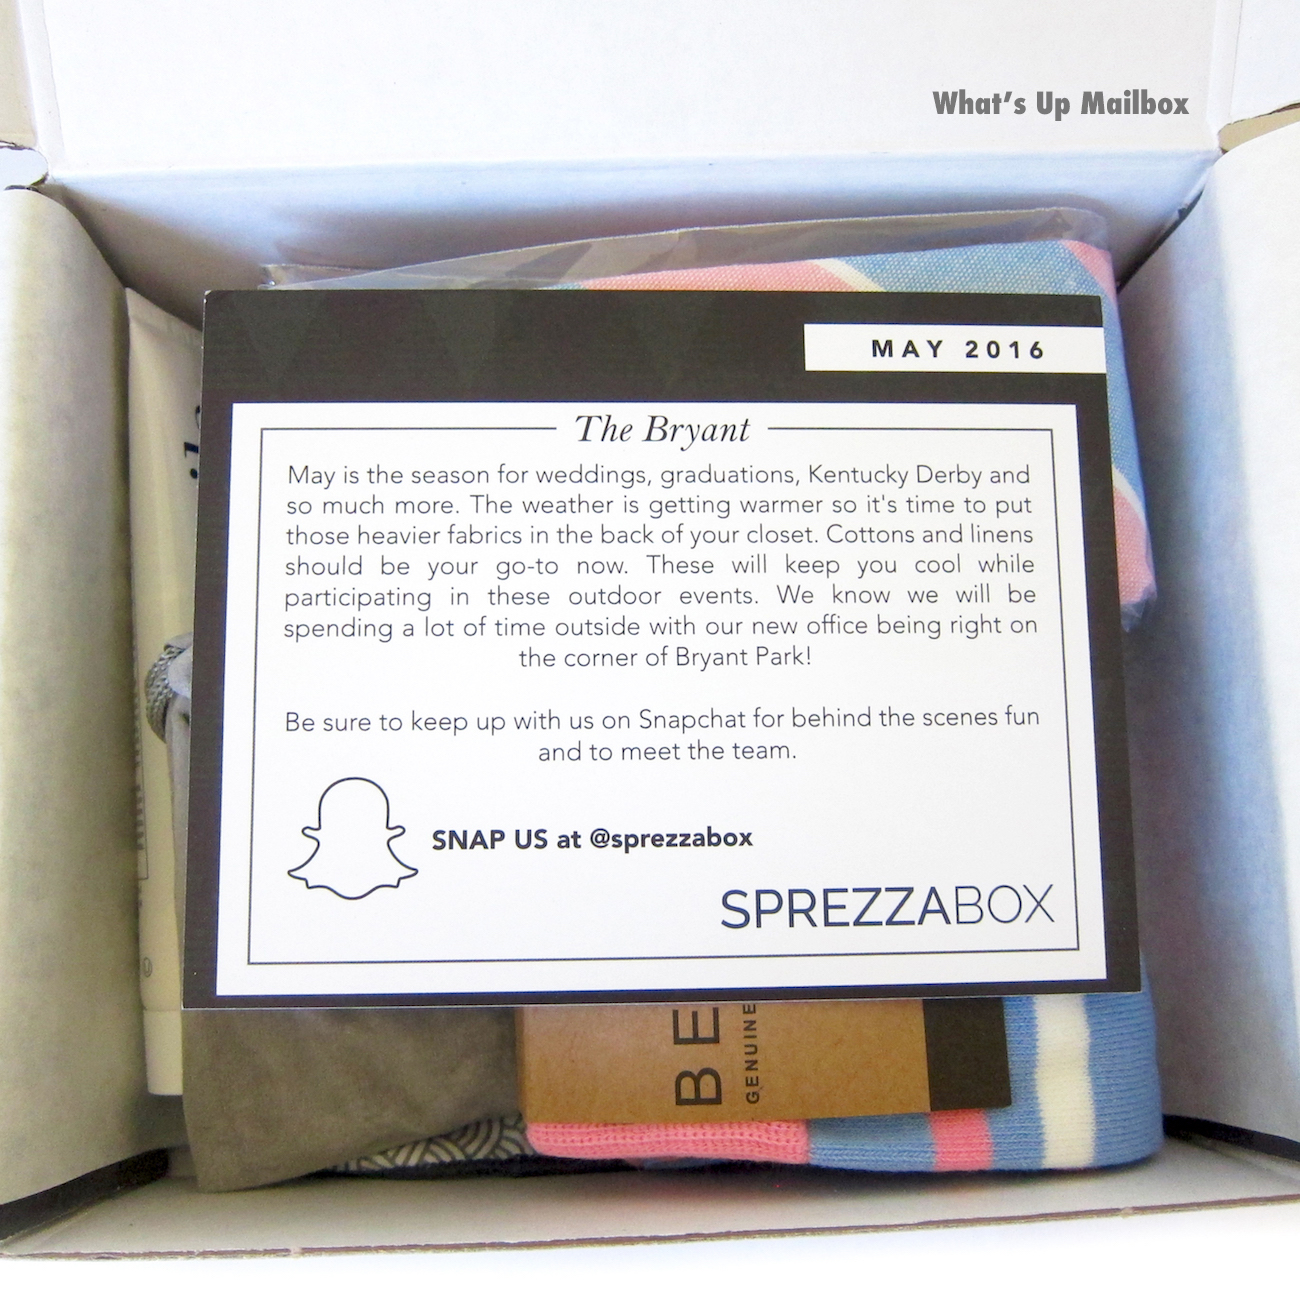 What's Up Mailbox
MAY 2016
The Bryant
May is the season for weddings, graduations, Kentucky Derby and
so much more. The weather is getting warmer so it's time to put
those heavier fabrics in the back of your closet. Cottons and linens
should be your go-to now. These will keep you cool while
participating in these outdoor events. We know we will be
spending a lot of time outside with our new office being right on
the corner of Bryant Park!
Be sure to keep up with us on Snapchat for behind the scenes fun
and to meet the team.
SNAP US at @sprezzabox
SPREZZABOX
BE
GENUINE